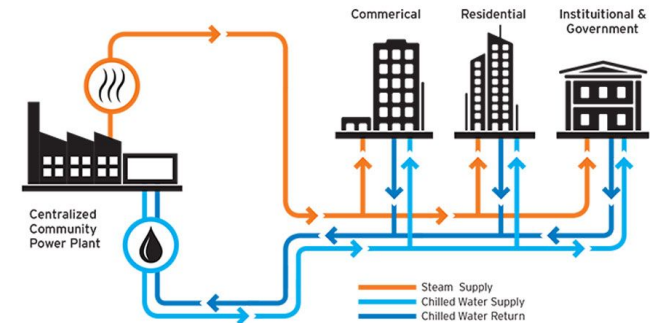 Commerical
Residential
Instituitional &
Government
Centralized
Community
Power Plant
Steam Supply
Chilled Water Supply
Chilled Water Return